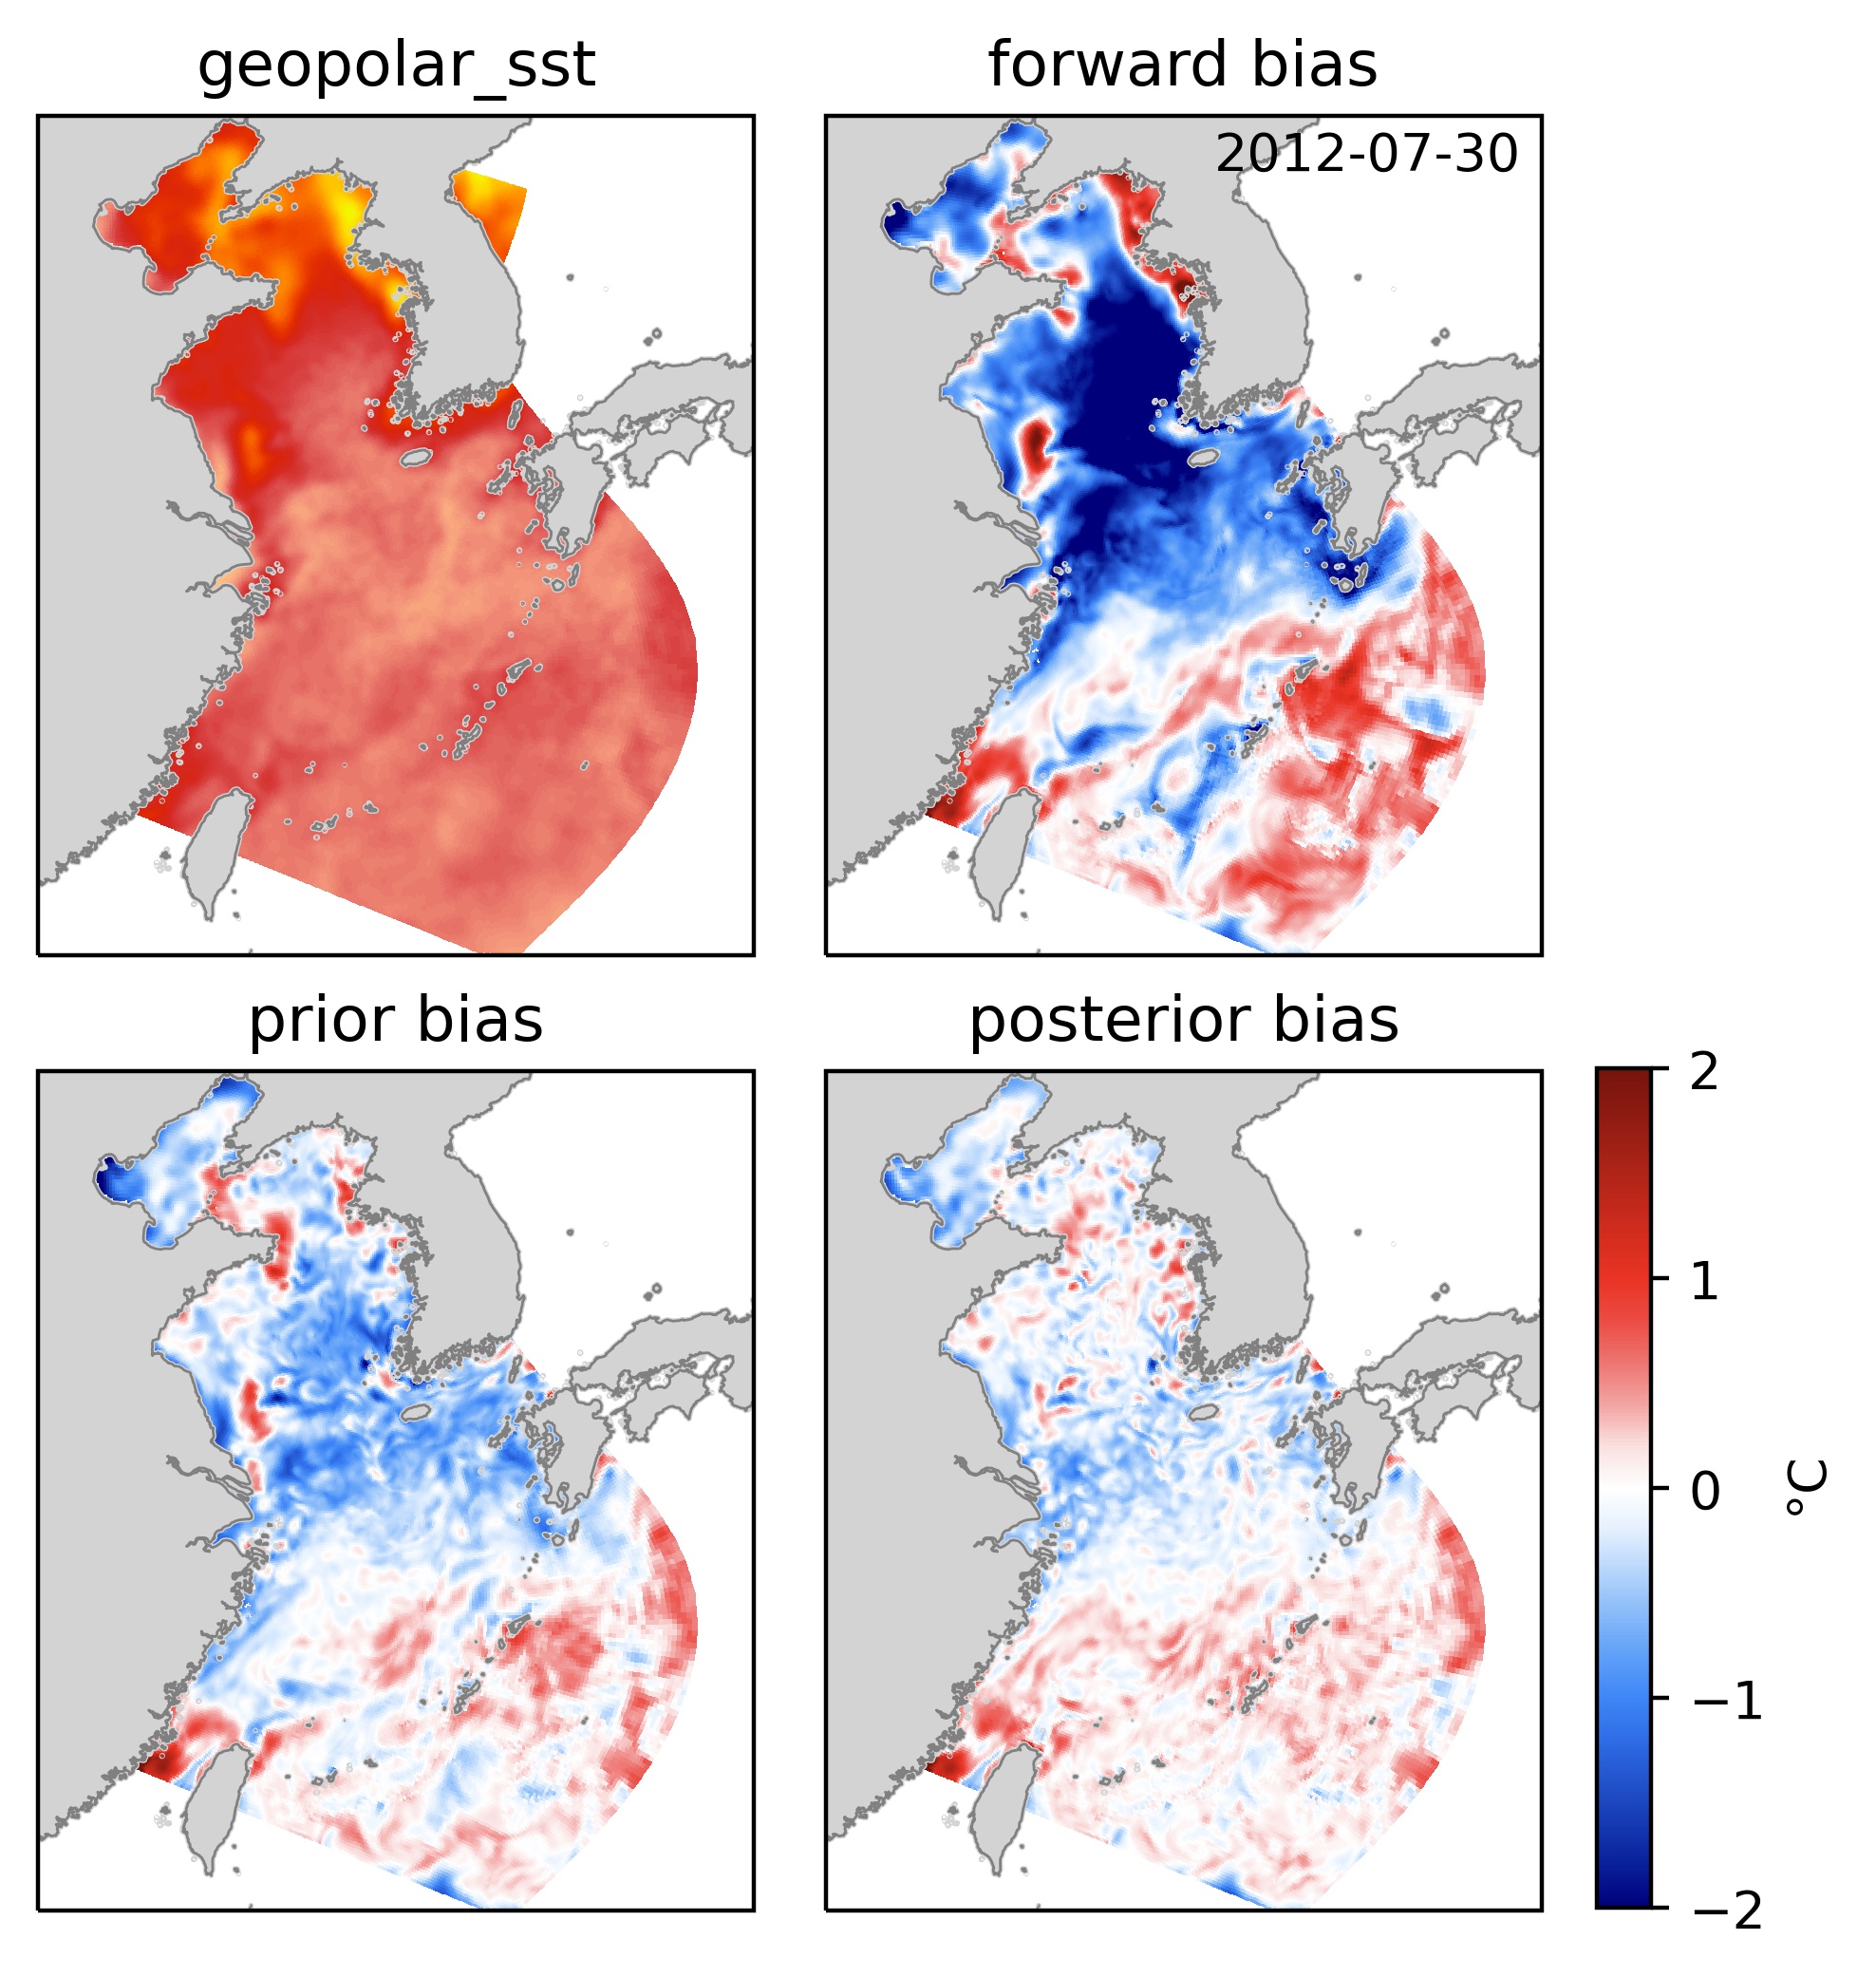 geopolar_sst
forward bias
2012-07-30
prior bias
posterior bias
2
1
0
−1
−2
°C